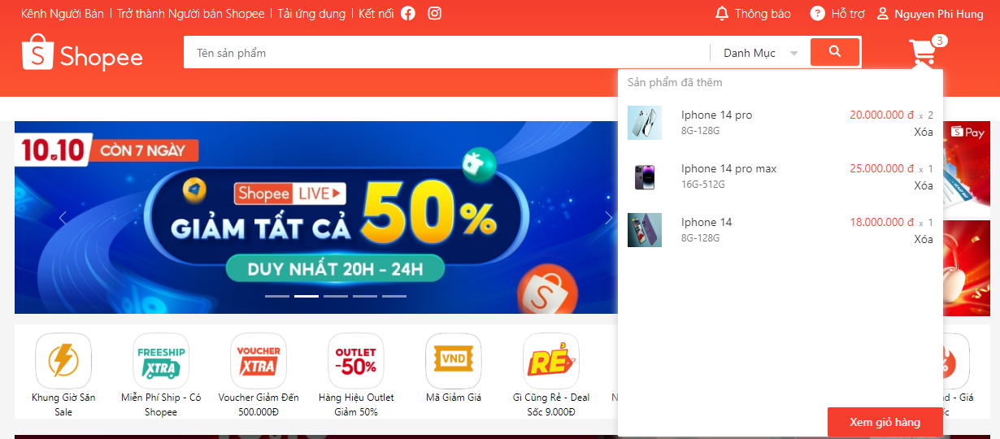 Kênh Người Bán | Trở thành Người bán Shopee | Tải ứng dụng | Kết nối
Thông báo
Hỗ trợ
Nguyen Phi Hung
Shopee
Tên sản phẩm
Danh Mục
3
Sản phẩm đã thêm
Iphone 14 pro
20.000.000 đ x 2
8G-128G
Xóa
Iphone 14 pro max
25.000.000 đ x 1
16G-512G
Xóa
Iphone 14
18.000.000 đ x 1
8G-128G
Xóa
Xem giỏ hàng
10.10 CÒN 7 NGÀY
Shopee LIVE
GIẢM TẤT CẢ 50%
DUY NHẤT 20H - 24H
Pay
FREESHIP
XTRA
VOUCHER
XTRA
OUTLET
-50%
VND
RẺ
Khung Giờ Săn
Sale
Miễn Phí Ship - Có
Shopee
Voucher Giảm Đến
500.000Đ
Hàng Hiệu Outlet
Giảm 50%
Mã Giảm Giá
Gì Cũng Rẻ - Deal
Sốc 9.000Đ
- Giá